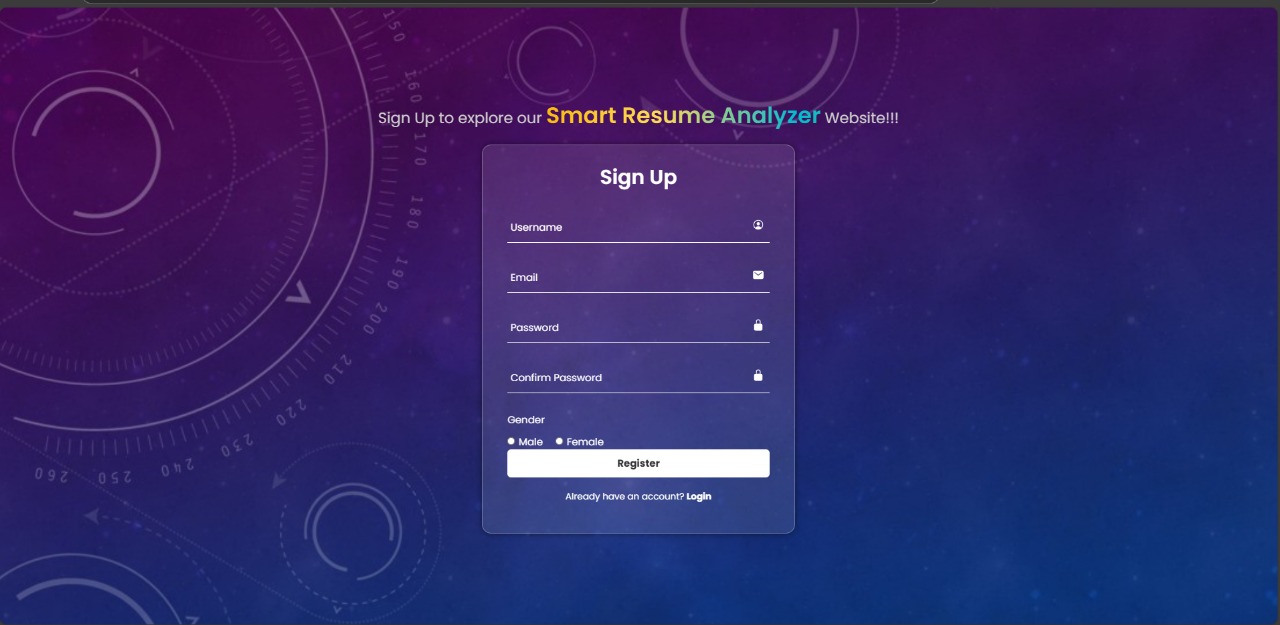 Sign Up to explore our Smart Resume Analyzer Website!!!
Sign Up
Username
Email
Password
Confirm Password
Gender
Male Female
Register
Already have an account? Login
150
160
170
180
190
200
210
220
230
240
250
260